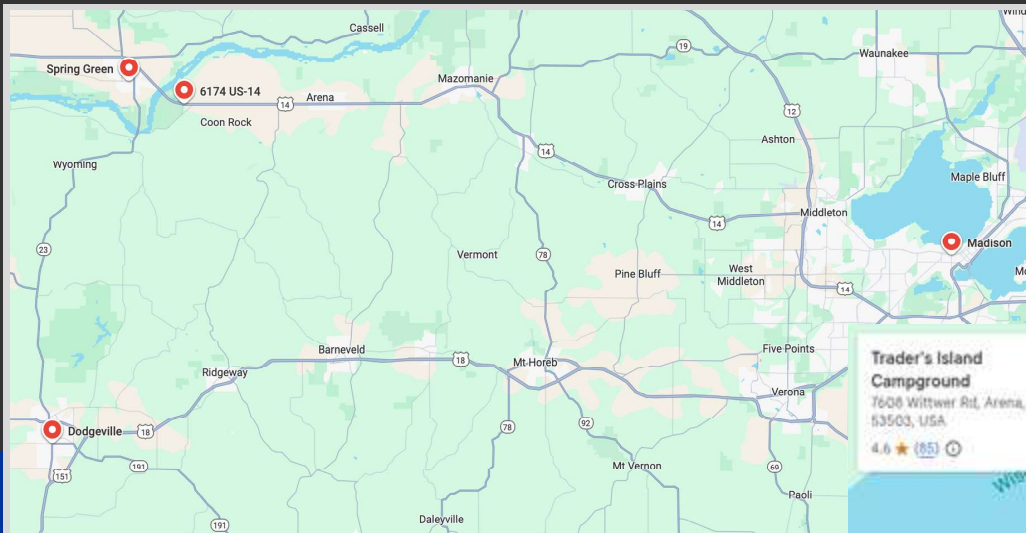 Wind
Cassell
19
Waunakee
Spring Green
6174 US-14
Mazomanie
14
Arena
12
Coon Rock
Ashton
14
Wyoming
Cross Plains
Maple Bluff
14
Middleton
23
Vermont
78
Madison
Pine Bluff
West
Middleton
Mo
14
Barneveld
18
Mt Horeb
Five Points
Ridgeway
Verona
Trader's Island
Campground
7608 Wittwer Rd, Arena,
53503, USA
4.6 ★ (85)
Dodgeville
18
78
92
151
191
Mt Vernon
69
Paoli
Wis
191
Daleyville